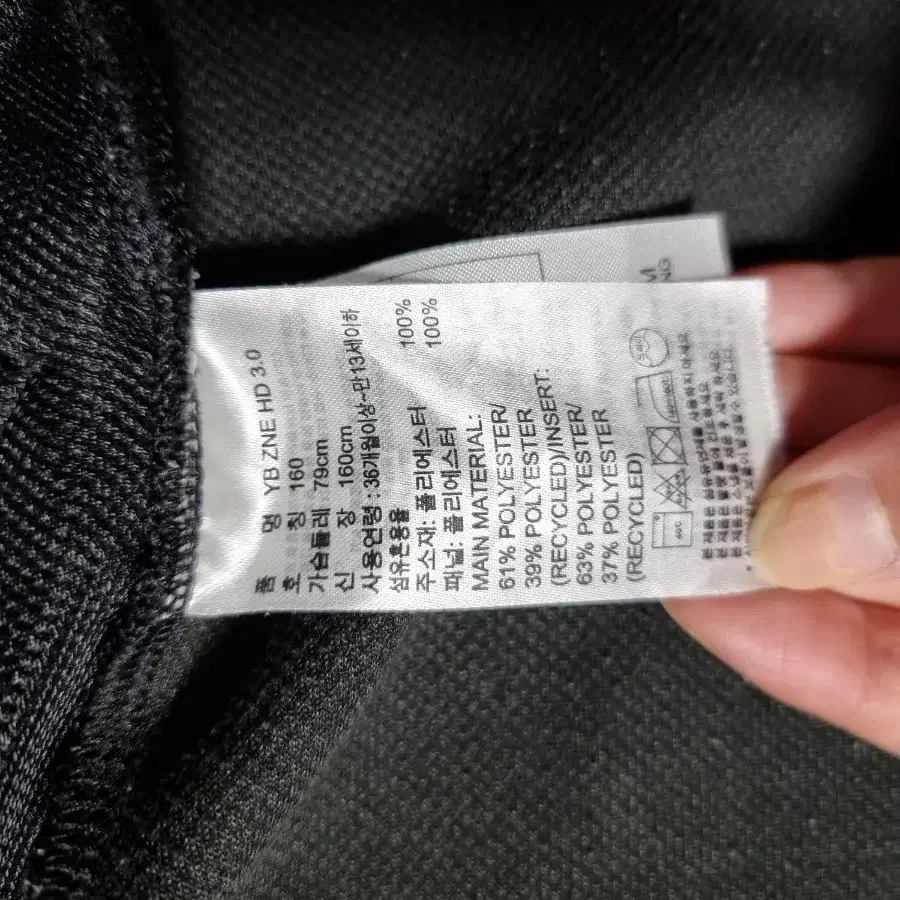 품 명 YB ZNE HD 3.0
호 칭 160
가슴둘레 79cm
신 장 160cm
사용연령 : 36개월이상~만13세이하
섬유혼용율
주소재: 폴리에스터 100%
패널: 폴리에스터 100%
MAIN MATERIAL:
61% POLYESTER/
39% POLYESTER
(RECYCLED)/INSERT:
63% POLYESTER/
37% POLYESTER
(RECYCLED)